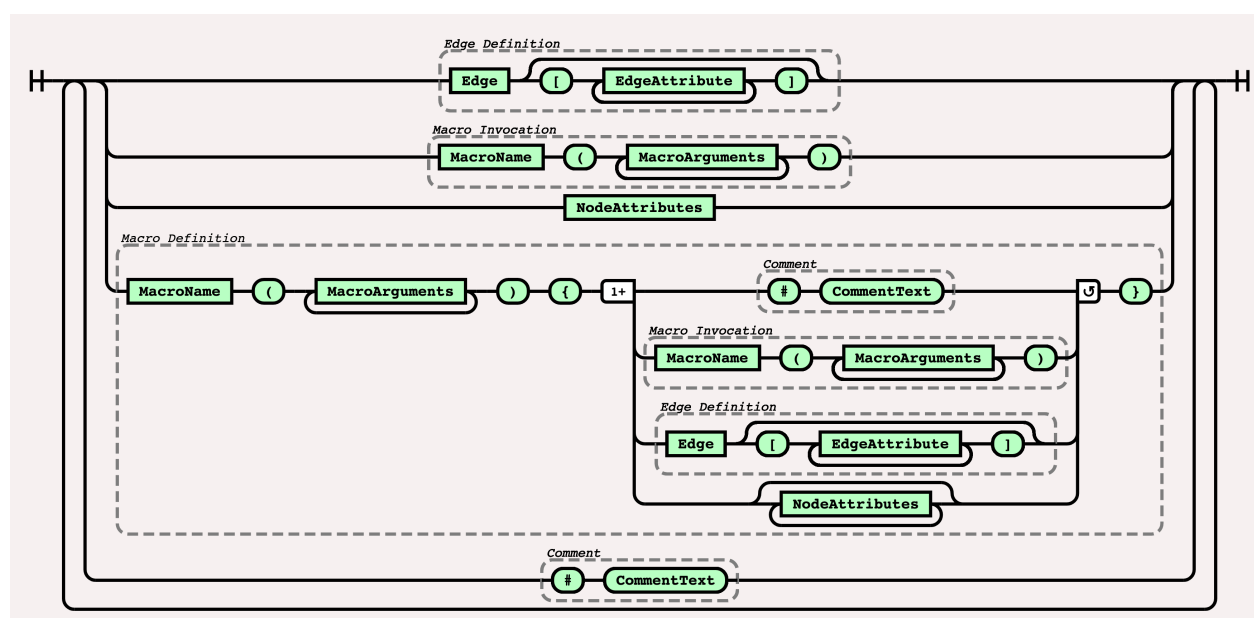 Edge Definition
Edge [ EdgeAttribute ]
Macro Invocation
MacroName ( MacroArguments )
NodeAttributes
Macro Definition
Comment
MacroName ( MacroArguments ) { 1+ # CommentText ↺ }
Macro Invocation
MacroName ( MacroArguments )
Edge Definition
Edge [ EdgeAttribute ]
NodeAttributes
Comment
# CommentText